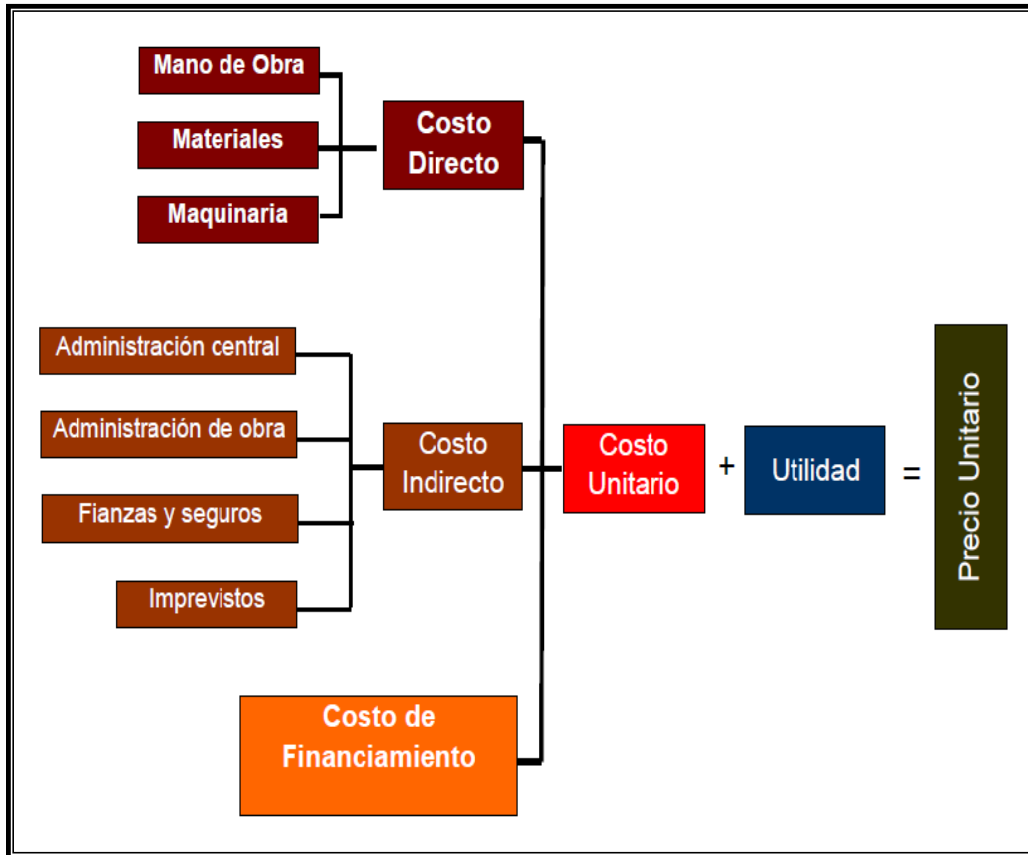 Mano de Obra
Materiales
Maquinaria
Costo
Directo
Administración central
Administración de obra
Fianzas y seguros
Imprevistos
Costo
Indirecto
Costo de
Financiamiento
Costo
Unitario
+
Utilidad
=
Precio Unitario